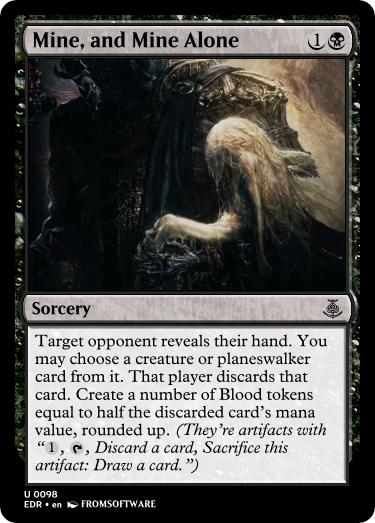 Mine, and Mine Alone 1
Sorcery
Target opponent reveals their hand. You
may choose a creature or planeswalker
card from it. That player discards that
card. Create a number of Blood tokens
equal to half the discarded card's mana
value, rounded up. (They're artifacts with
"1, , Discard a card, Sacrifice this
artifact: Draw a card.")
U 0098
EDR • en FROMSOFTWARE